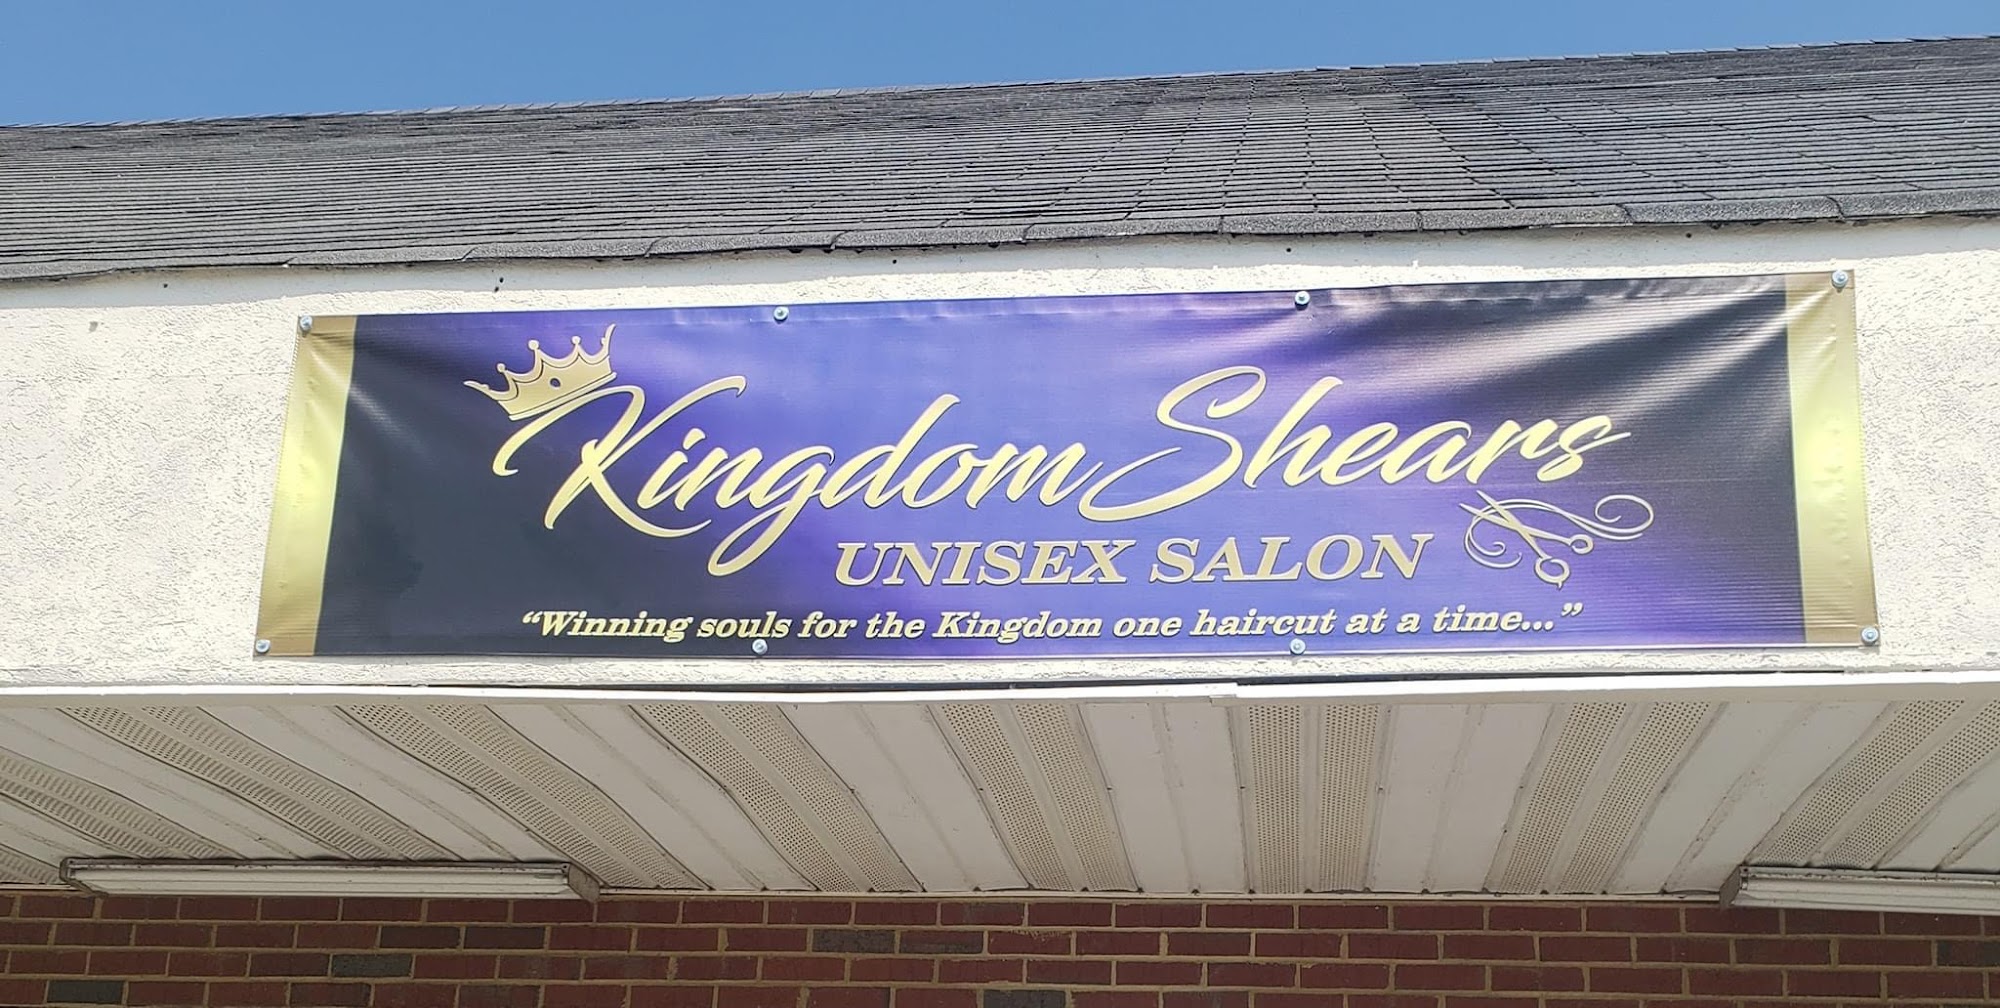 Kingdom Shears
UNISEX SALON
“Winning souls for the Kingdom one haircut at a time...”